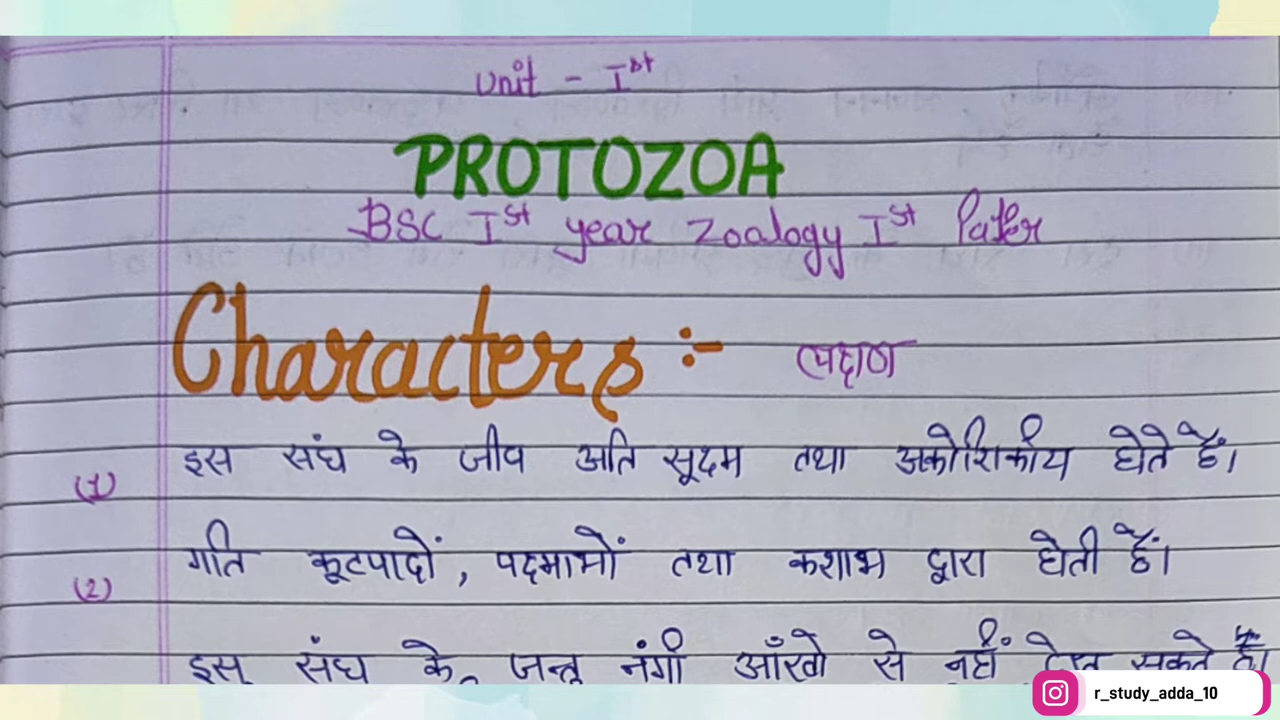 Unit - Ist
PROTOZOA
BSC Ist year Zoology Ist Paper
Characters :- लक्षण
(1) इस संघ के जीव अति सूक्ष्म तथा अकोशिकीय होते हैं।
(2) गति कूटपादों, पक्ष्माभों तथा कशाभ द्वारा होती हैं।
इस संघ के जन्तु नंगी आँखो से नहीं देख सकते हैं।
r_study_adda_10